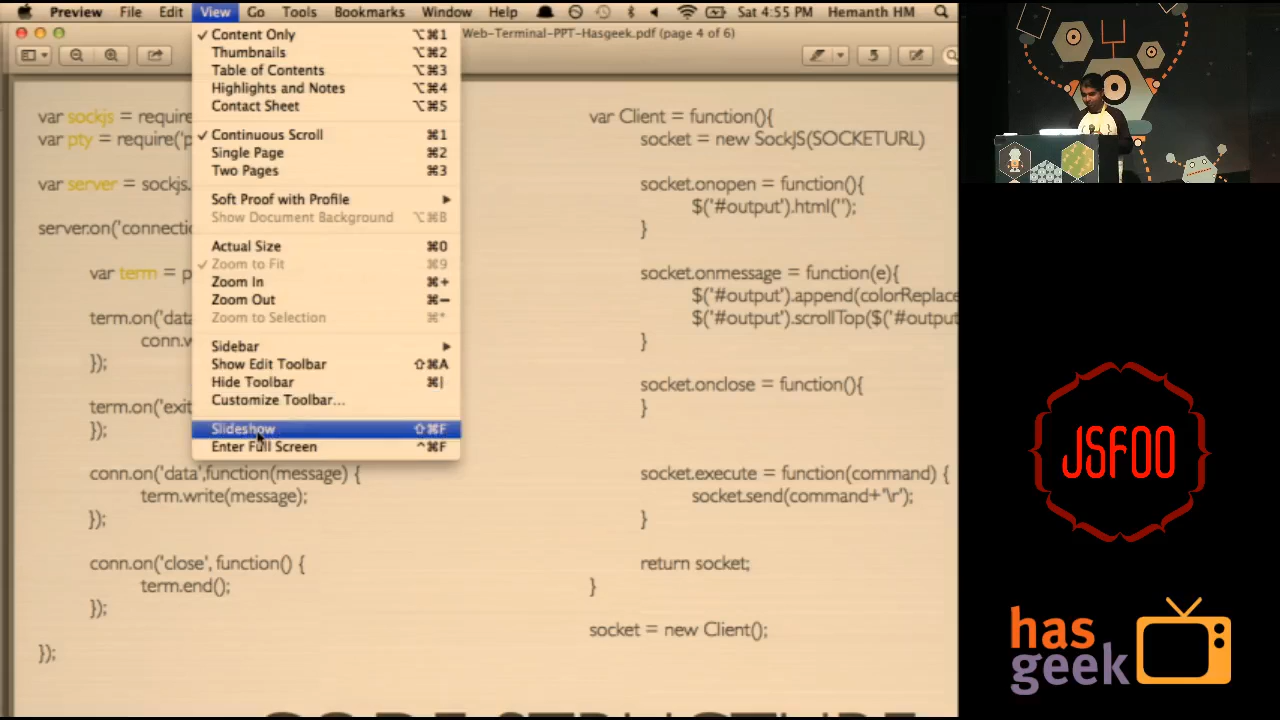 Preview File Edit View Go Tools Bookmarks Window Help Sat 4:55 PM Hemanth HM
Web-Terminal-PPT-Hasgeek.pdf (page 4 of 6)
Content Only ⌥⌘1
Thumbnails ⌥⌘2
Table of Contents ⌥⌘3
Highlights and Notes ⌥⌘4
Contact Sheet ⌥⌘5
Continuous Scroll ⌘1
Single Page ⌘2
Two Pages ⌘3
Soft Proof with Profile
Show Document Background ⌥⌘B
Actual Size ⌘0
Zoom to Fit ⌘9
Zoom In ⌘+
Zoom Out ⌘−
Zoom to Selection ⌘*
Sidebar
Show Edit Toolbar ⇧⌘A
Hide Toolbar ⌘|
Customize Toolbar...
Slideshow ⇧⌘F
Enter Full Screen ^⌘F
var sockjs = require
var pty = require('p
var server = sockjs.
server.on('connectio
var term = p
term.on('data
conn.w
});
term.on('exit
});
conn.on('data',function(message) {
term.write(message);
});
conn.on('close', function() {
term.end();
});
});
var Client = function(){
socket = new SockJS(SOCKETURL)
socket.onopen = function(){
$('#output').html('');
}
socket.onmessage = function(e){
$('#output').append(colorReplace
$('#output').scrollTop($('#output
}
socket.onclose = function(){
}
socket.execute = function(command) {
socket.send(command+'\r');
}
return socket;
}
socket = new Client();
CODE STRUCTURE
JSFOO
has
geek